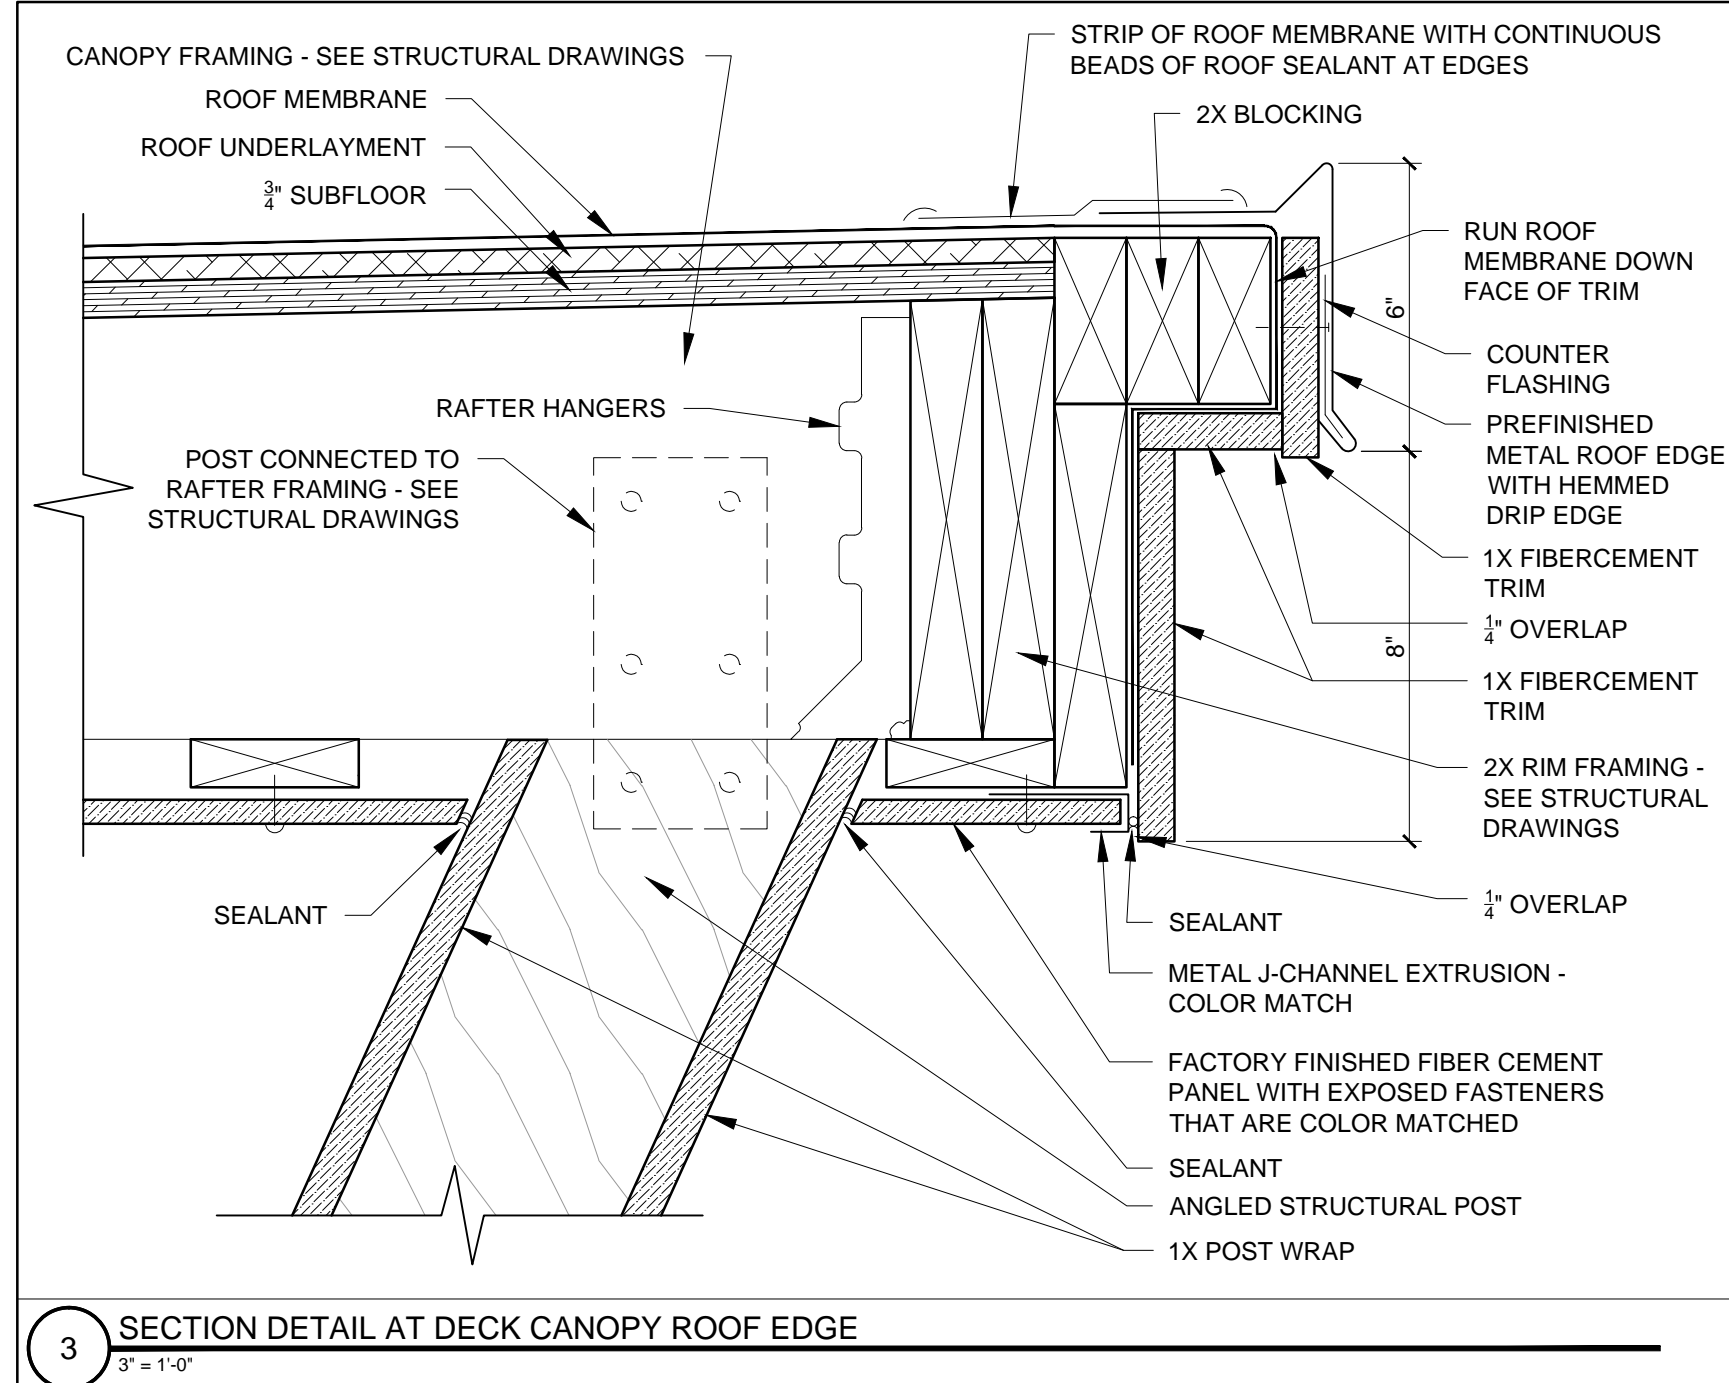 CANOPY FRAMING - SEE STRUCTURAL DRAWINGS
ROOF MEMBRANE
ROOF UNDERLAYMENT
3/4" SUBFLOOR
STRIP OF ROOF MEMBRANE WITH CONTINUOUS
BEADS OF ROOF SEALANT AT EDGES
2X BLOCKING
RUN ROOF
MEMBRANE DOWN
FACE OF TRIM
6"
COUNTER
FLASHING
RAFTER HANGERS
PREFINISHED
METAL ROOF EDGE
WITH HEMMED
DRIP EDGE
POST CONNECTED TO
RAFTER FRAMING - SEE
STRUCTURAL DRAWINGS
1X FIBERCEMENT
TRIM
1/4" OVERLAP
8"
1X FIBERCEMENT
TRIM
2X RIM FRAMING -
SEE STRUCTURAL
DRAWINGS
1/4" OVERLAP
SEALANT
SEALANT
METAL J-CHANNEL EXTRUSION -
COLOR MATCH
FACTORY FINISHED FIBER CEMENT
PANEL WITH EXPOSED FASTENERS
THAT ARE COLOR MATCHED
SEALANT
ANGLED STRUCTURAL POST
1X POST WRAP
3
SECTION DETAIL AT DECK CANOPY ROOF EDGE
3" = 1'-0"